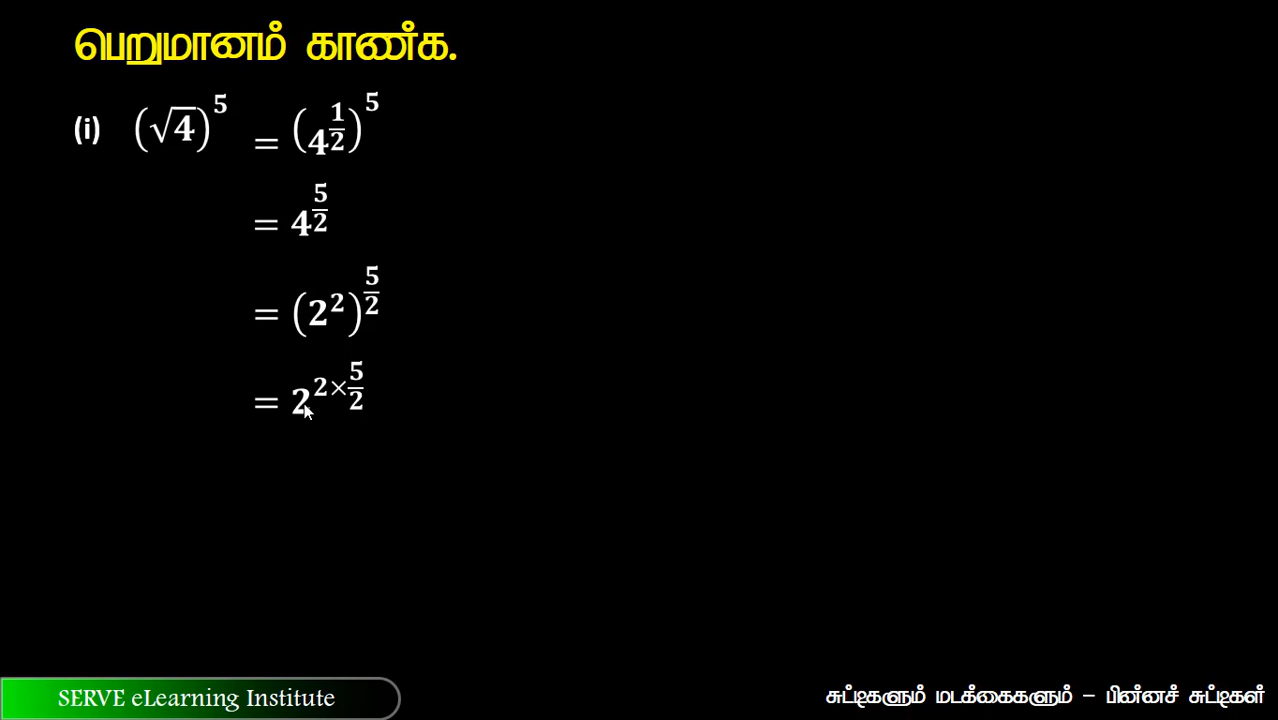 பெறுமானம் காண்க.
(i) (√4)^5 = (4^(1/2))^5
= 4^(5/2)
= (2^2)^(5/2)
= 2^(2×5/2)
SERVE eLearning Institute
சுட்டிகளும் மடக்கைகளும் – பின்னச் சுட்டிகள்